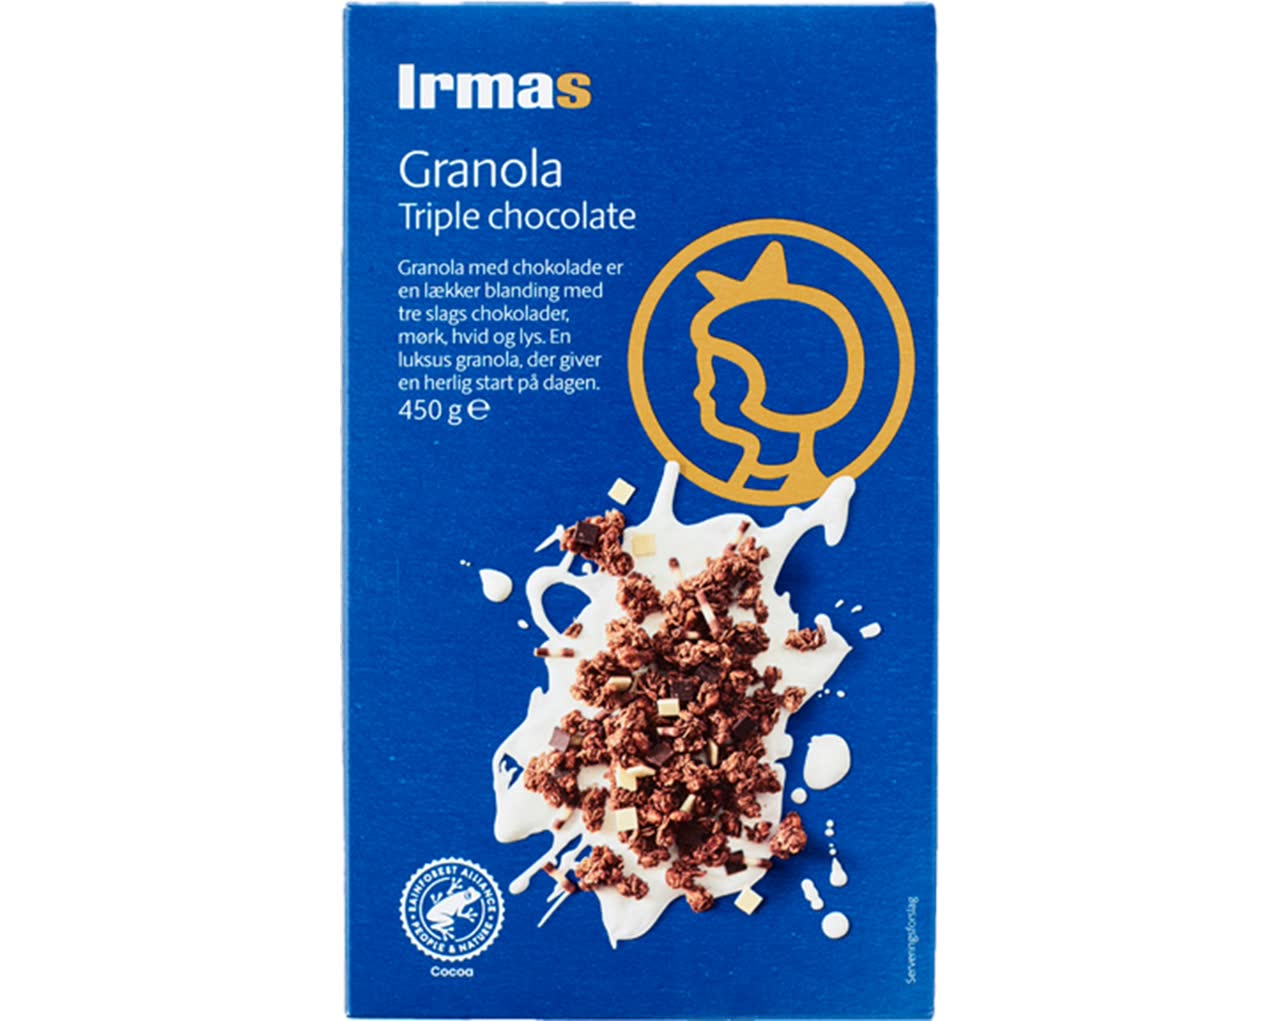 Irmas
Granola
Triple chocolate
Granola med chokolade er
en lækker blanding med
tre slags chokolader,
mørk, hvid og lys. En
luksus granola, der giver
en herlig start på dagen.
450 g ℮
RAINFOREST ALLIANCE
PEOPLE & NATURE
Cocoa
Serveringsforslag